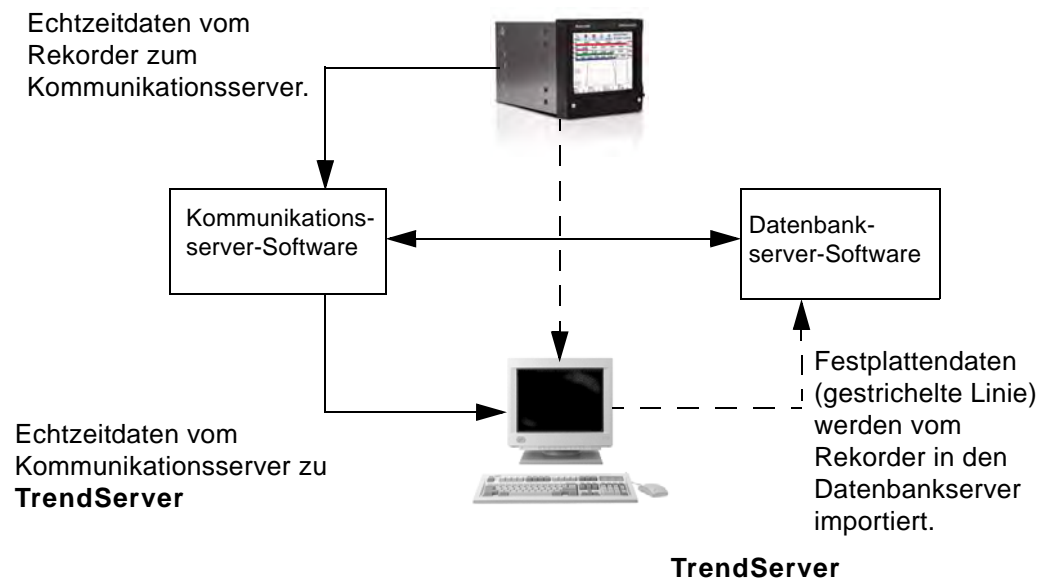 Echtzeitdaten vom
Rekorder zum
Kommunikationsserver.
Kommunikations-
server-Software
Datenbank-
server-Software
Festplattendaten
(gestrichelte Linie)
werden vom
Rekorder in den
Datenbankserver
importiert.
Echtzeitdaten vom
Kommunikationsserver zu
TrendServer
TrendServer